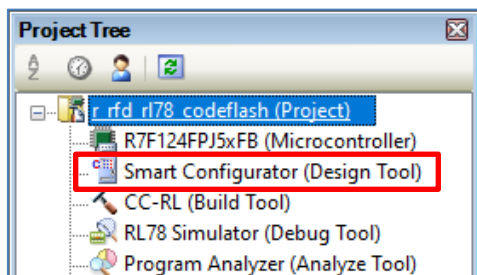 Project Tree
r_rfd_rl78_codeflash (Project)
R7F124FPJ5xFB (Microcontroller)
Smart Configurator (Design Tool)
CC-RL (Build Tool)
RL78 Simulator (Debug Tool)
Program Analyzer (Analyze Tool)